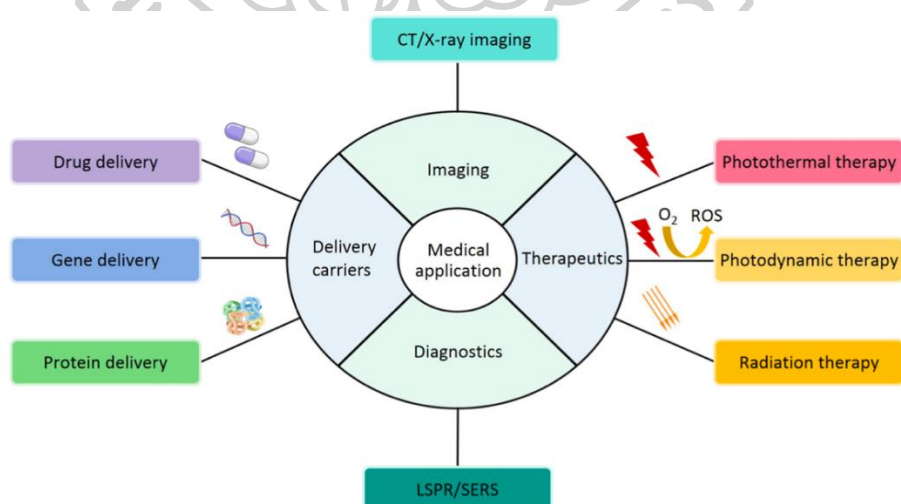 CT/X-ray imaging
Drug delivery
Imaging
Photothermal therapy
O₂ ROS
Gene delivery
Delivery
carriers
Medical
application
Therapeutics
Photodynamic therapy
Protein delivery
Diagnostics
Radiation therapy
LSPR/SERS